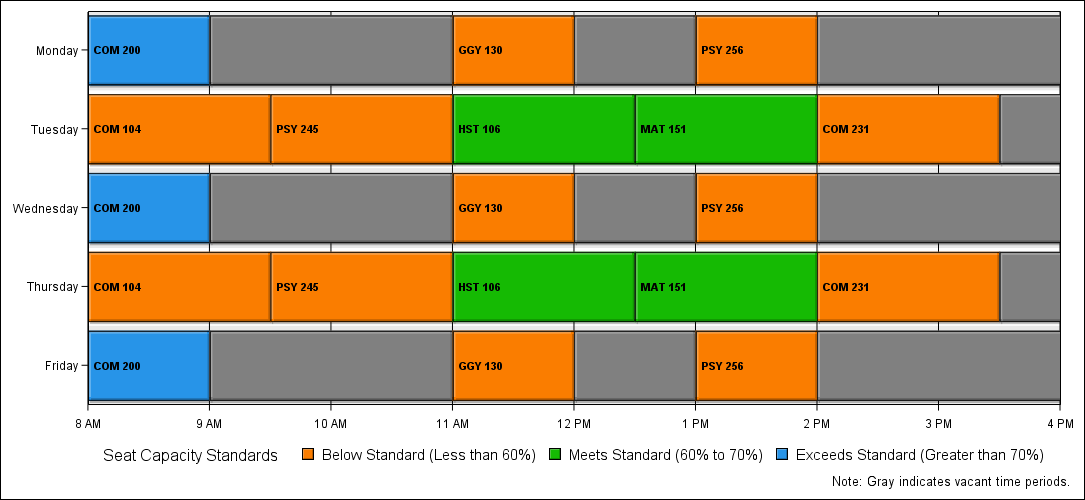 Monday COM 200 GGY 130 PSY 256
Tuesday COM 104 PSY 245 HST 106 MAT 151 COM 231
Wednesday COM 200 GGY 130 PSY 256
Thursday COM 104 PSY 245 HST 106 MAT 151 COM 231
Friday COM 200 GGY 130 PSY 256
8 AM 9 AM 10 AM 11 AM 12 PM 1 PM 2 PM 3 PM 4 PM
Seat Capacity Standards Below Standard (Less than 60%) Meets Standard (60% to 70%) Exceeds Standard (Greater than 70%)
Note: Gray indicates vacant time periods.